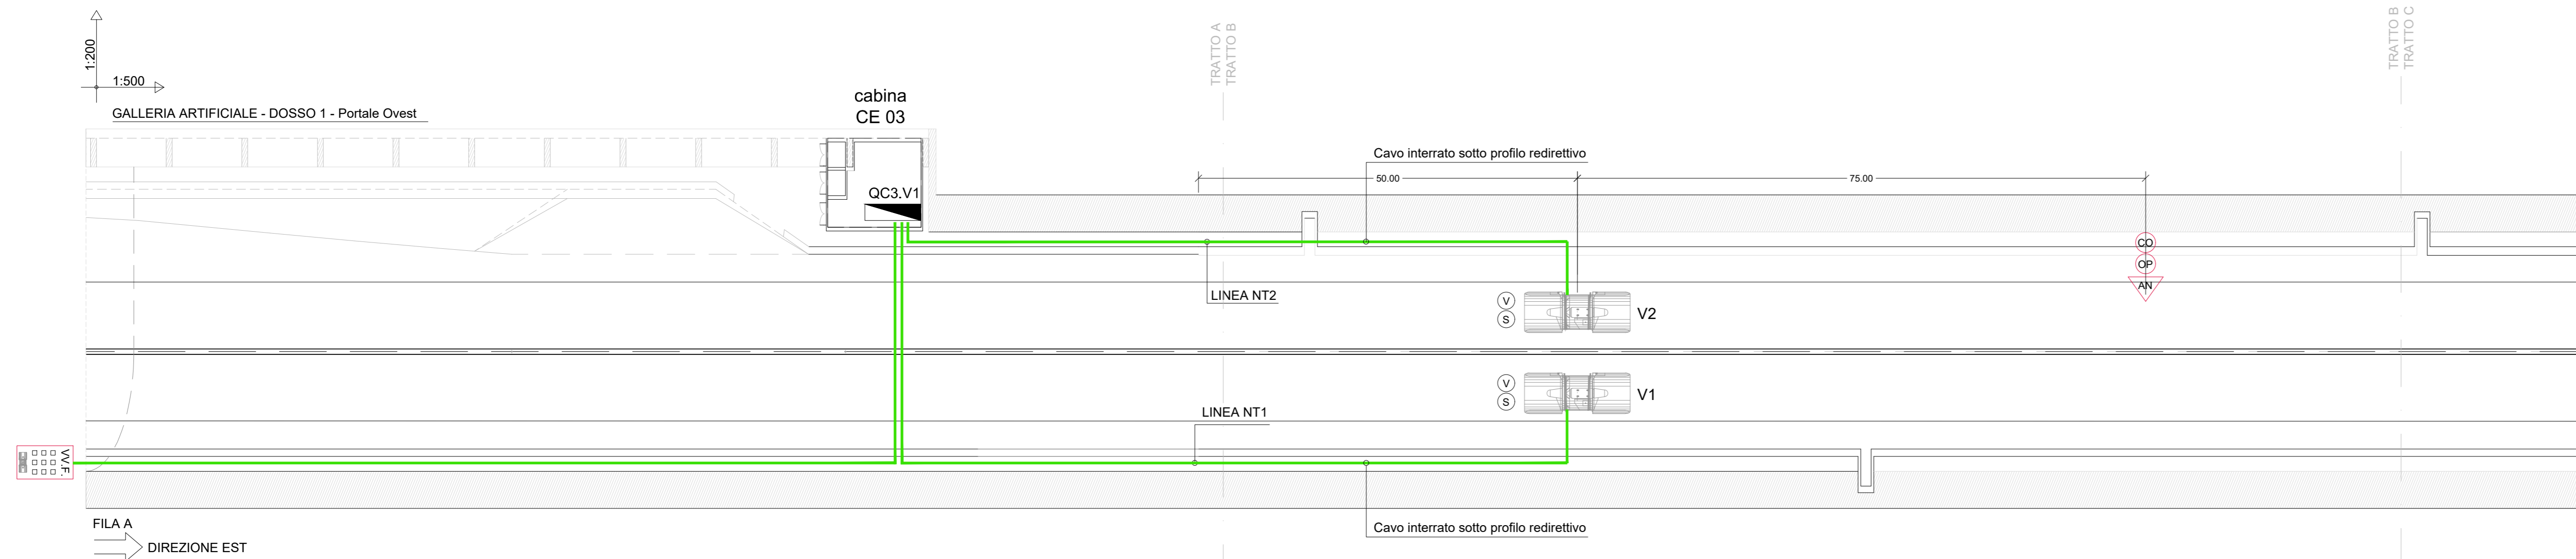 1:200
1:500
GALLERIA ARTIFICIALE - DOSSO 1 - Portale Ovest
cabina
CE 03
QC3.V1
TRATTO A
TRATTO B
TRATTO B
TRATTO C
Cavo interrato sotto profilo redirettivo
50.00
75.00
CO
OP
AN
LINEA NT2
V
S
V2
V
S
V1
LINEA NT1
V.V.F.
Cavo interrato sotto profilo redirettivo
FILA A
DIREZIONE EST